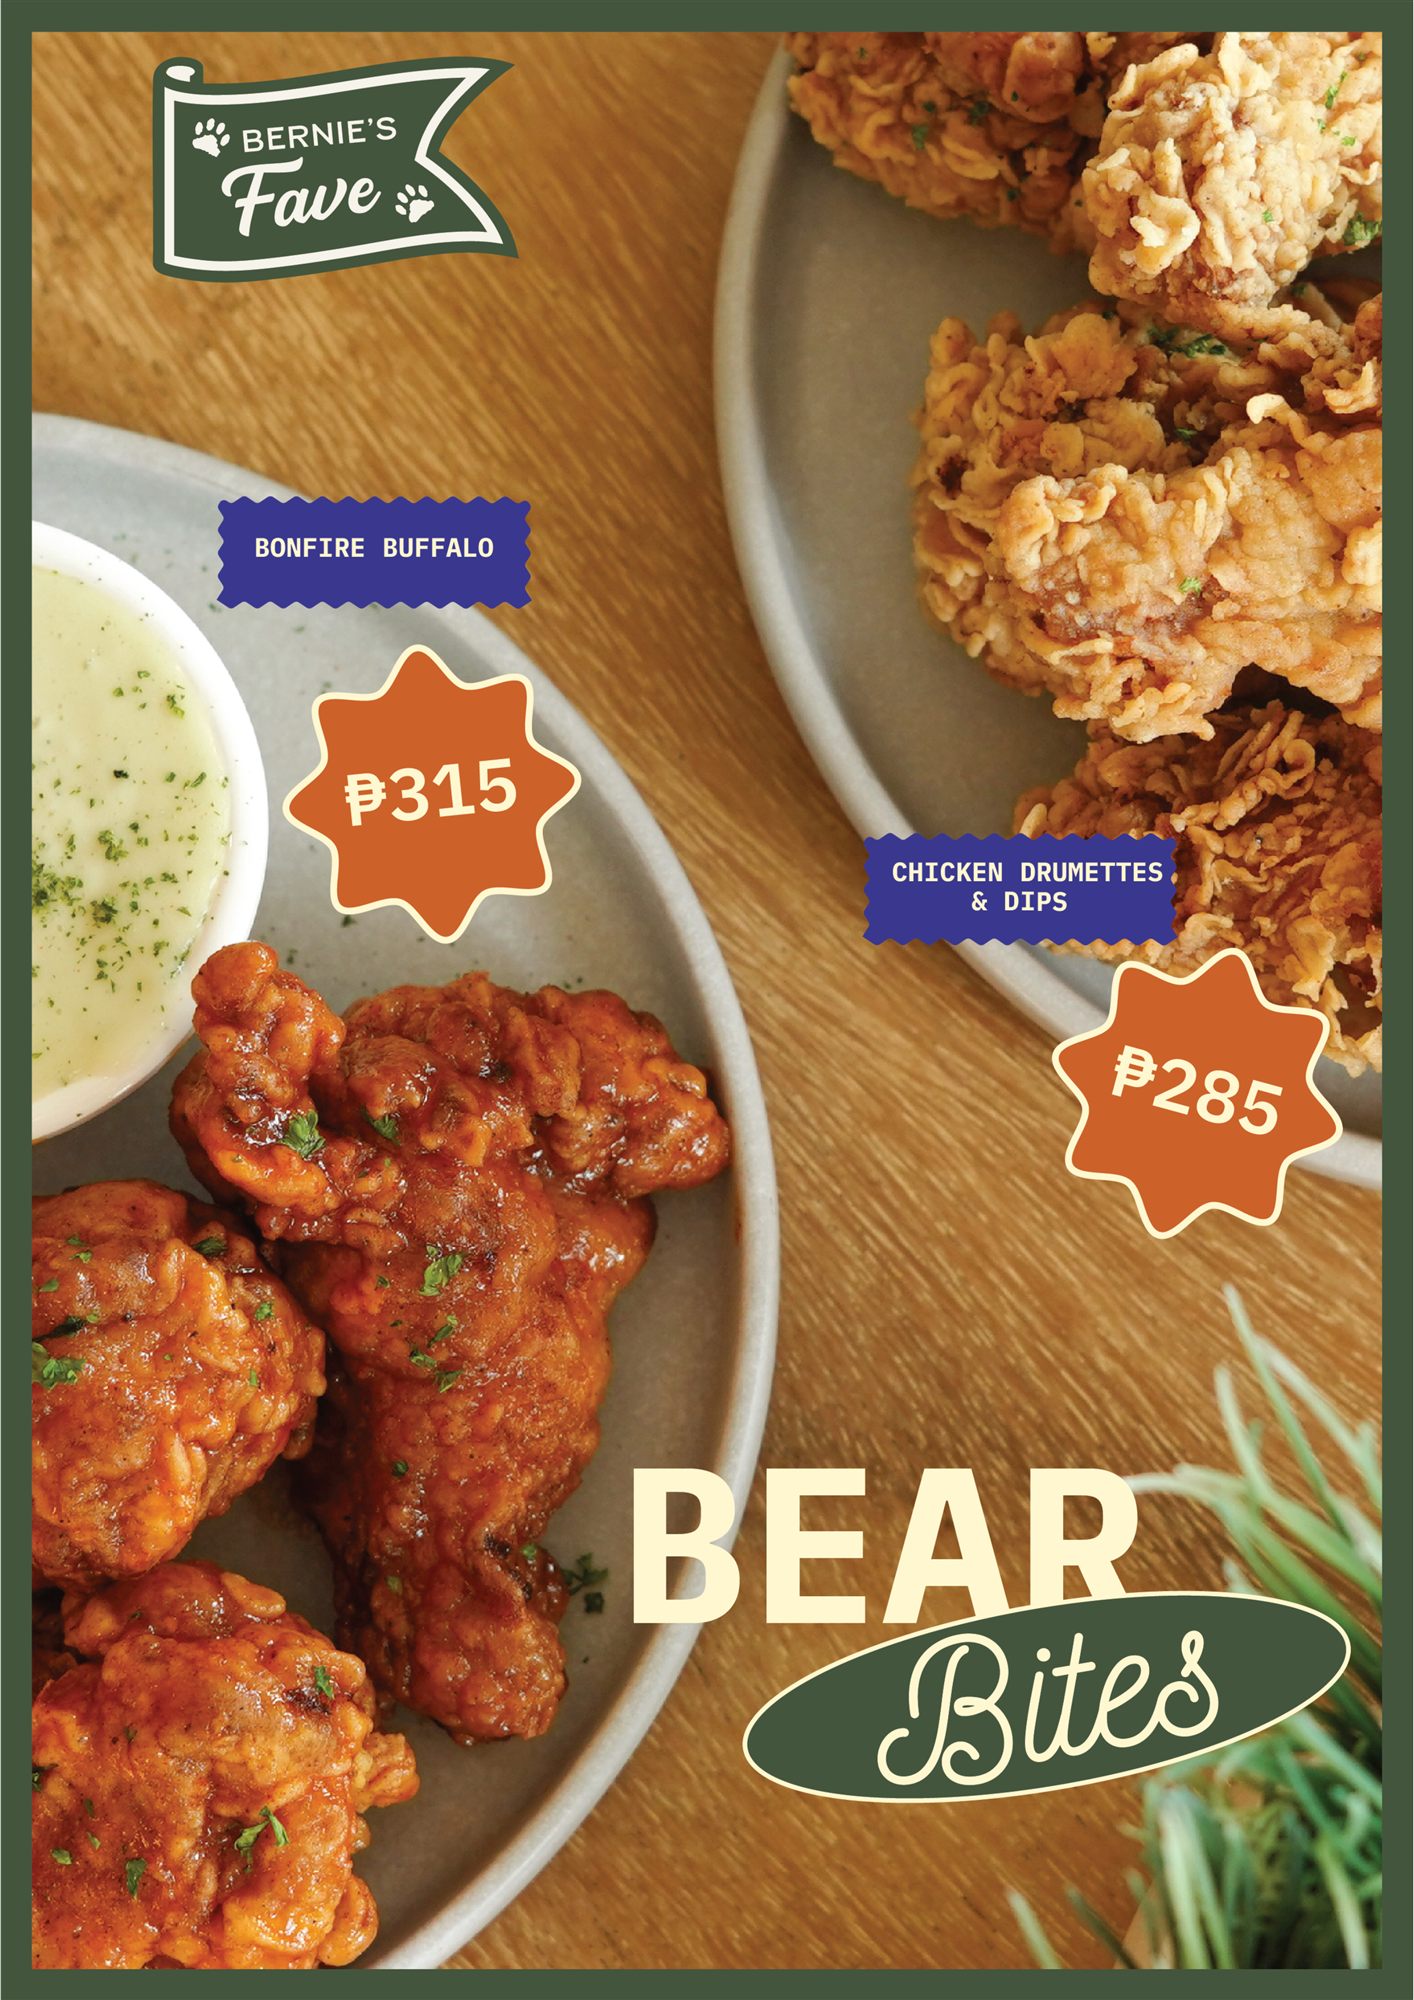 BERNIE'S
Fave
BONFIRE BUFFALO
₱315
CHICKEN DRUMETTES
& DIPS
₱285
BEAR
Bites